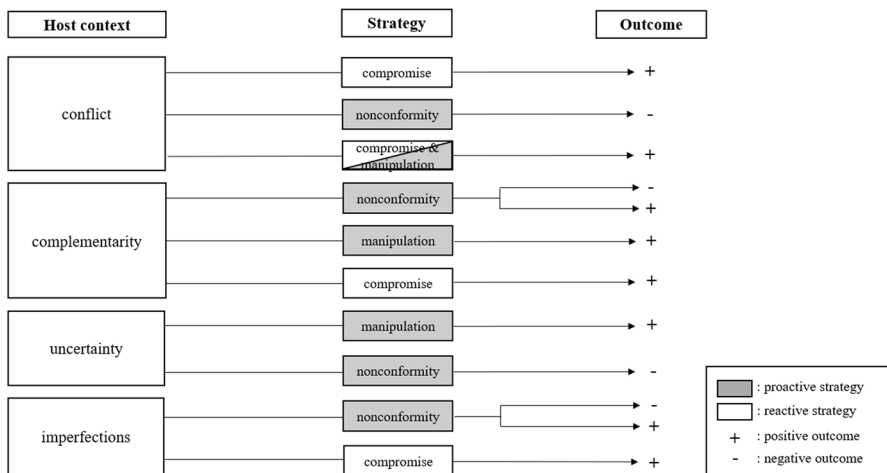 Host context
Strategy
Outcome
conflict
compromise
+
nonconformity
-
compromise &
manipulation
+
complementarity
nonconformity
-
+
manipulation
+
compromise
+
uncertainty
manipulation
+
nonconformity
-
imperfections
nonconformity
-
+
compromise
+
: proactive strategy
: reactive strategy
+ : positive outcome
- : negative outcome